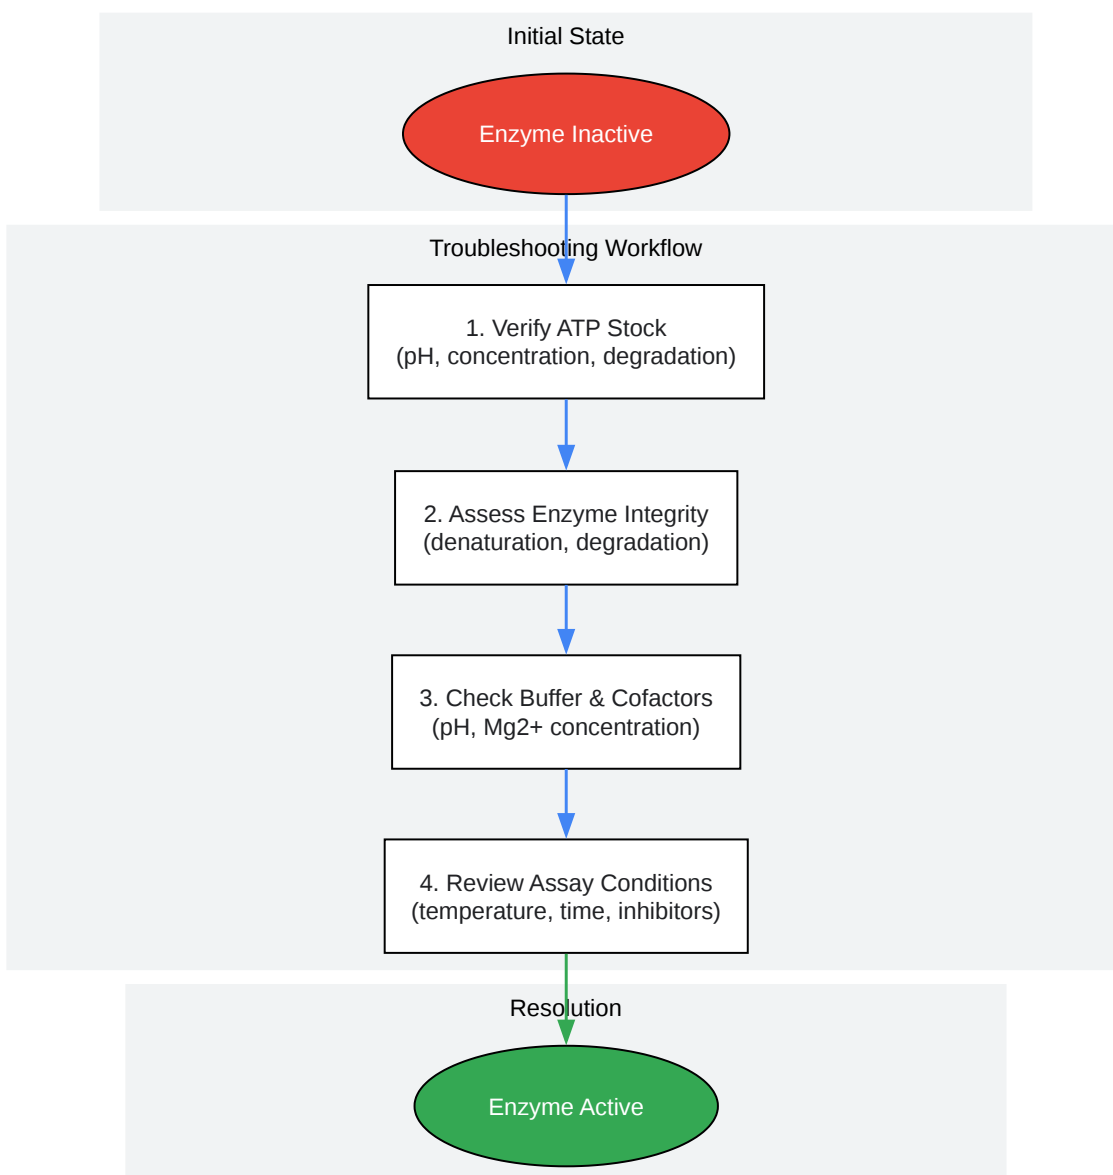 Initial State
Enzyme Inactive
Troubleshooting Workflow
1. Verify ATP Stock
(pH, concentration, degradation)
2. Assess Enzyme Integrity
(denaturation, degradation)
3. Check Buffer & Cofactors
(pH, Mg2+ concentration)
4. Review Assay Conditions
(temperature, time, inhibitors)
Resolution
Enzyme Active